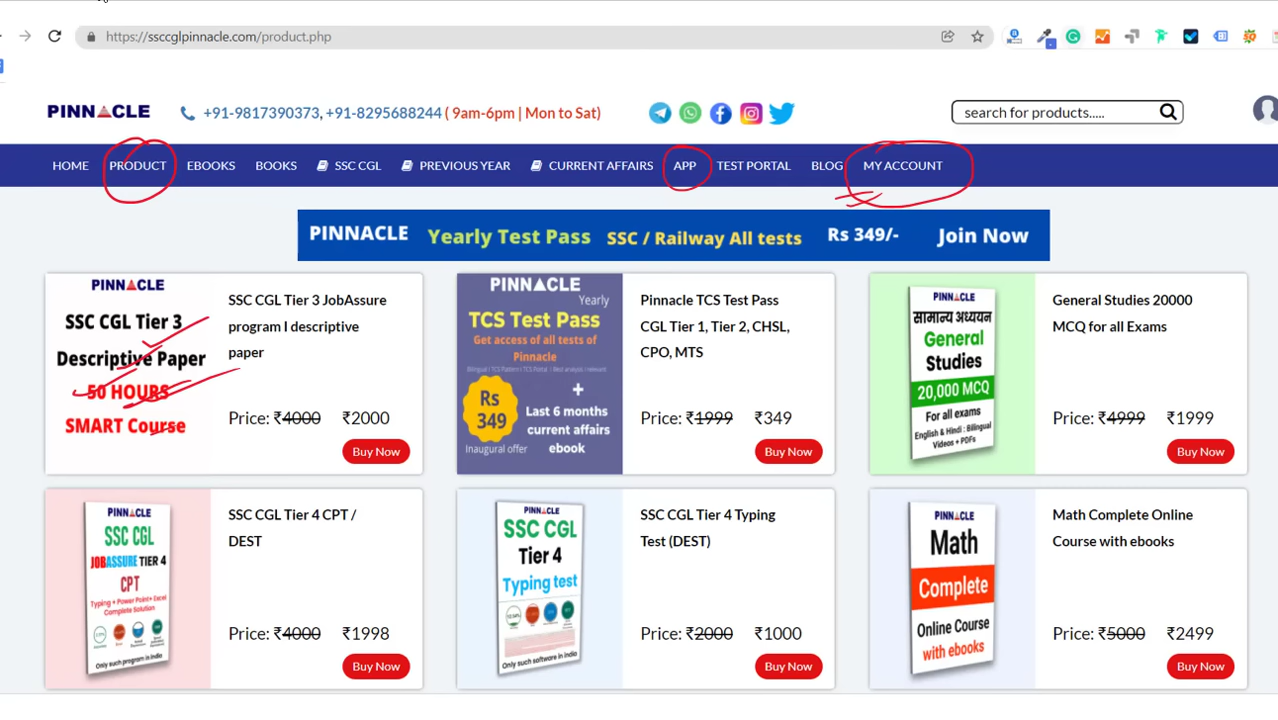 https://ssccglpinnacle.com/product.php
PINNACLE +91-9817390373, +91-8295688244 ( 9am-6pm | Mon to Sat) search for products.....
HOME PRODUCT EBOOKS BOOKS SSC CGL PREVIOUS YEAR CURRENT AFFAIRS APP TEST PORTAL BLOG MY ACCOUNT
PINNACLE Yearly Test Pass SSC / Railway All tests Rs 349/- Join Now
PINNACLE
SSC CGL Tier 3
Descriptive Paper
50 HOURS
SMART Course
SSC CGL Tier 3 JobAssure
program I descriptive
paper
Price: ₹4000 ₹2000
Buy Now
PINNACLE
Yearly
TCS Test Pass
Get access of all tests of
Pinnacle
Rs
349
+
Last 6 months
current affairs
ebook
Inaugural offer
Pinnacle TCS Test Pass
CGL Tier 1, Tier 2, CHSL,
CPO, MTS
Price: ₹1999 ₹349
Buy Now
PINNACLE
सामान्य अध्ययन
General
Studies
20,000 MCQ
For all exams
English & Hindi : Bilingual
Videos + PDFs
General Studies 20000
MCQ for all Exams
Price: ₹4999 ₹1999
Buy Now
PINNACLE
SSC CGL
JOBASSURE TIER 4
CPT
Typing + Power Point+ Excel
Complete Solution
Only such program in india
SSC CGL Tier 4 CPT /
DEST
Price: ₹4000 ₹1998
Buy Now
PINNACLE
SSC CGL
Tier 4
Typing test
Only such software in india
SSC CGL Tier 4 Typing
Test (DEST)
Price: ₹2000 ₹1000
Buy Now
PINNACLE
Math
Complete
Online Course
with ebooks
Math Complete Online
Course with ebooks
Price: ₹5000 ₹2499
Buy Now